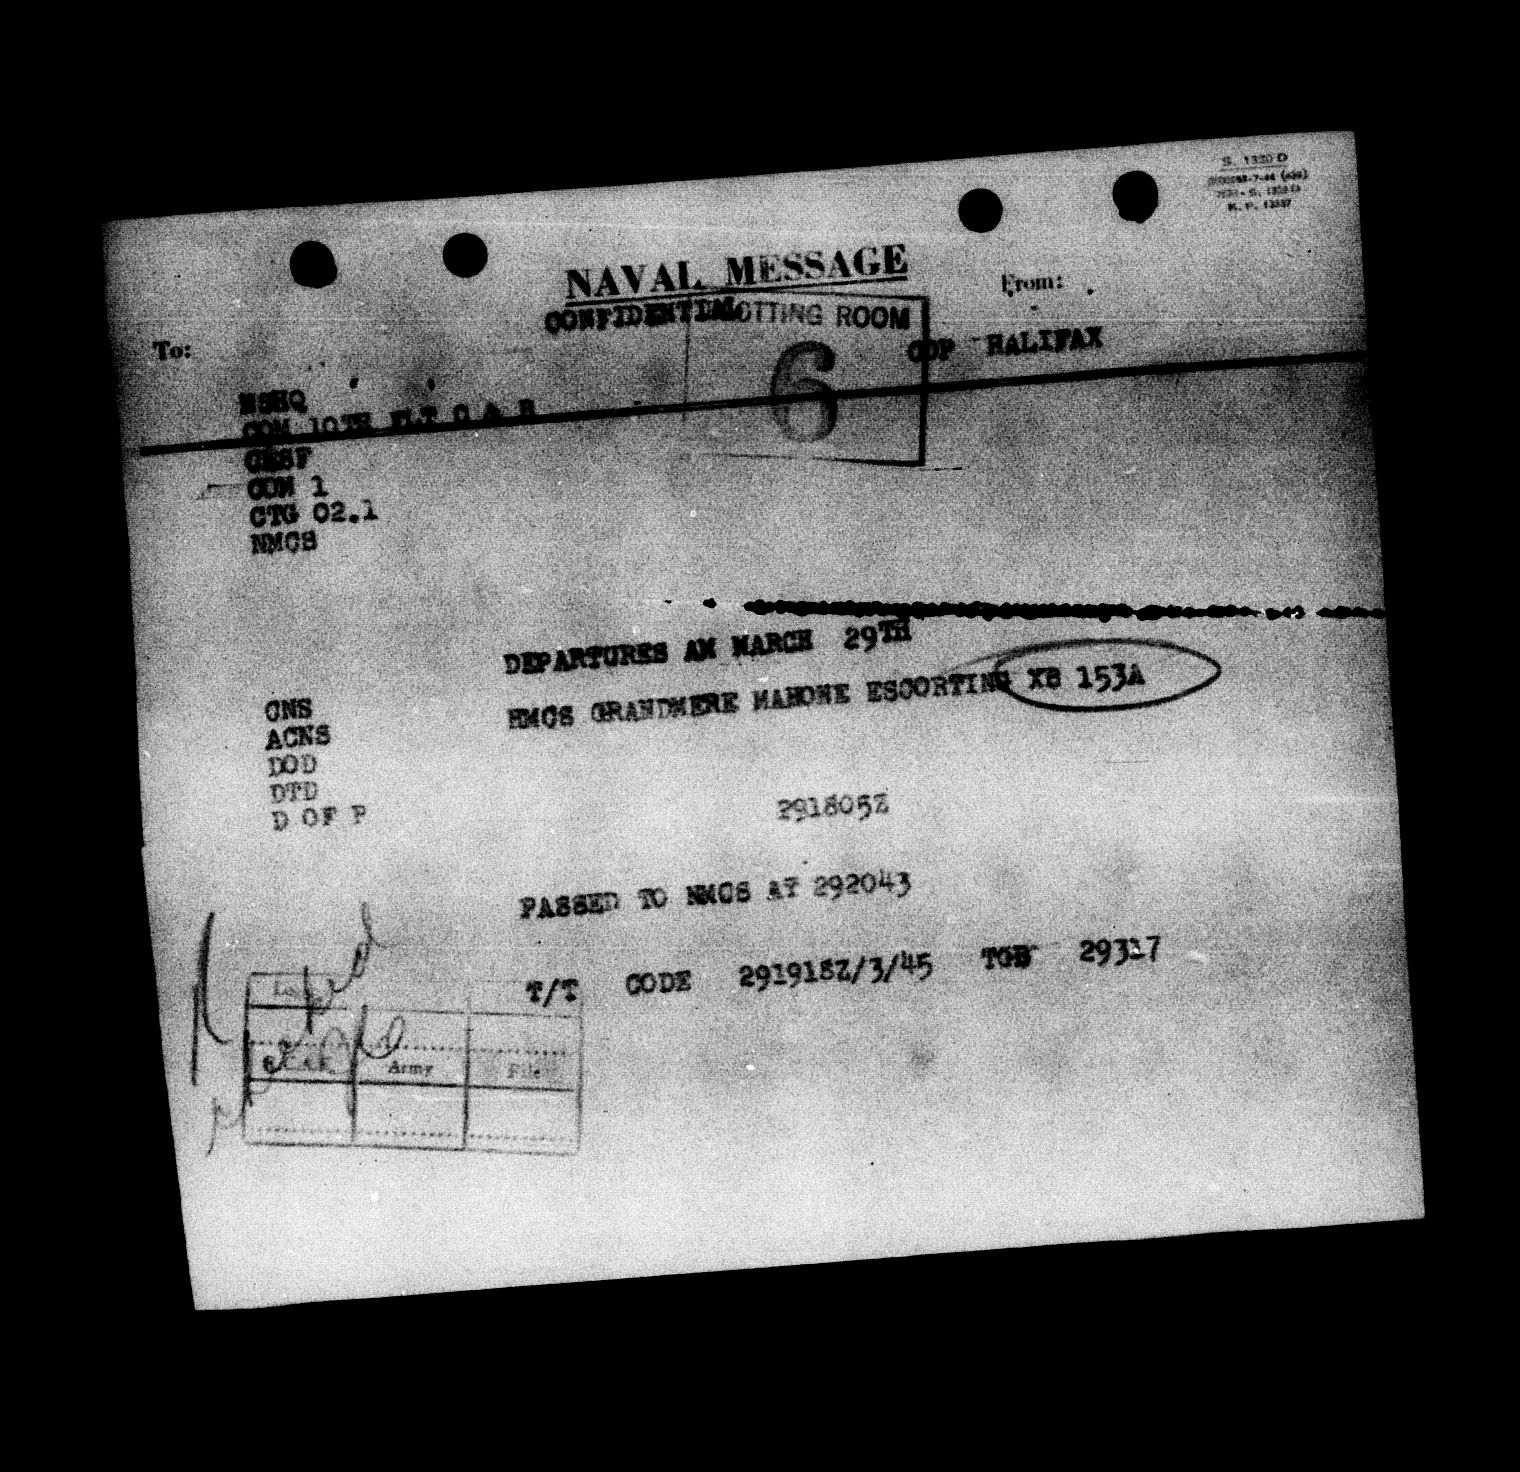 S. 1320 D
NAVAL MESSAGE
From:
CONFIDENTIAL
PLOTTING ROOM
6
To:
COP HALIFAX
NSHQ
COM 10TH FLT C & R
CESF
COM 1
CTG 02.1
NMCS
DEPARTURES AM MARCH 29TH
HMCS GRANDMERE MAHONE ESCORTING XB 153A
CNS
ACNS
DOD
DTD
D OF P
291805Z
PASSED TO NMCS AT 292043
T/T CODE 291918Z/3/45 TGB 29317
Army
File